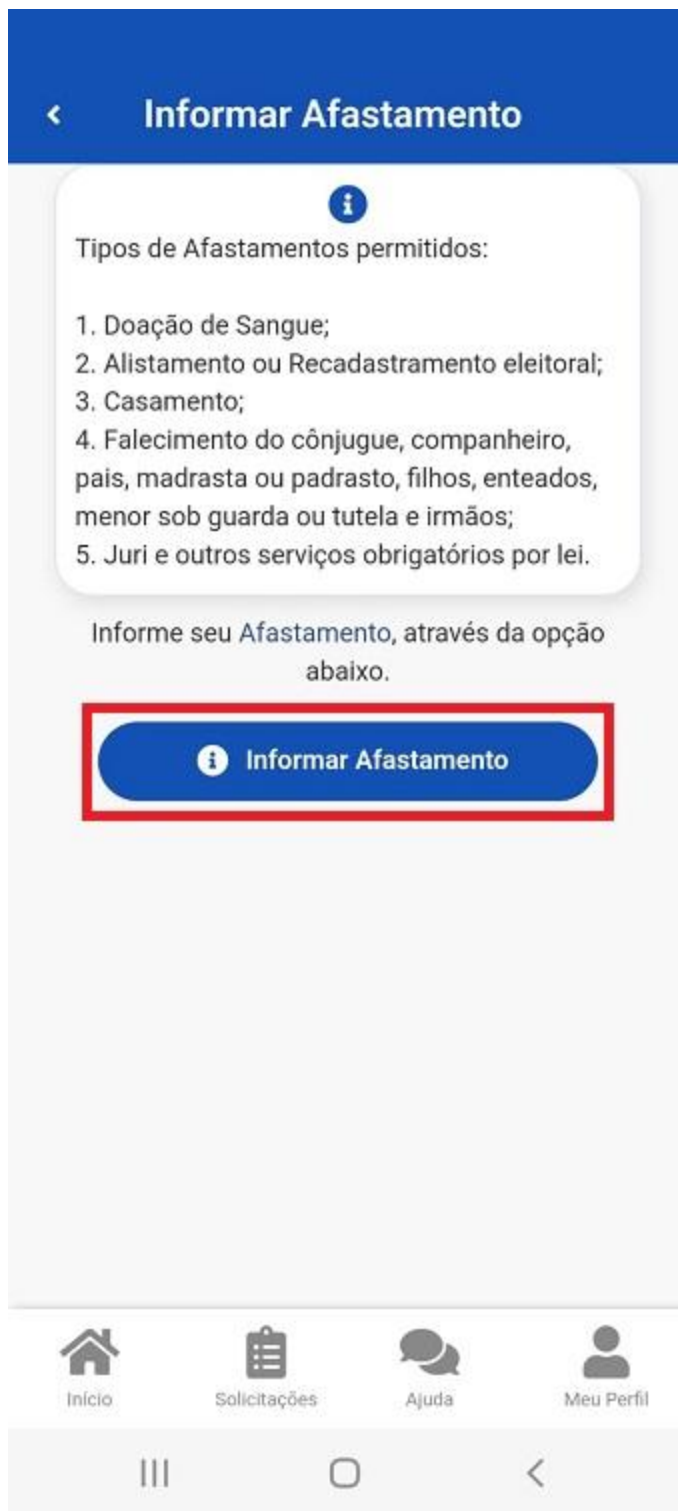 Informar Afastamento
Tipos de Afastamentos permitidos:
1. Doação de Sangue;
2. Alistamento ou Recadastramento eleitoral;
3. Casamento;
4. Falecimento do cônjugue, companheiro,
pais, madrasta ou padrasto, filhos, enteados,
menor sob guarda ou tutela e irmãos;
5. Juri e outros serviços obrigatórios por lei.
Informe seu Afastamento, através da opção
abaixo.
Informar Afastamento
Início Solicitações Ajuda Meu Perfil